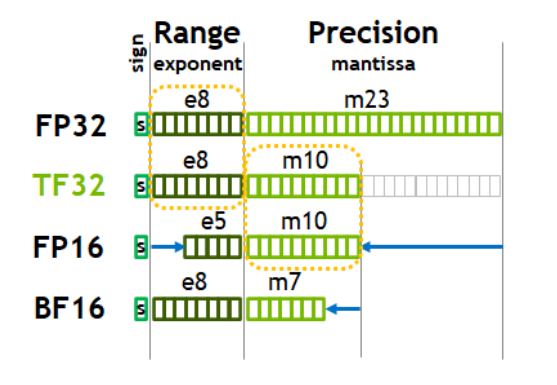 sign
Range
Precision
exponent
mantissa
e8
m23
FP32
s
e8
m10
TF32
s
e5
m10
FP16
s
e8
m7
BF16
s